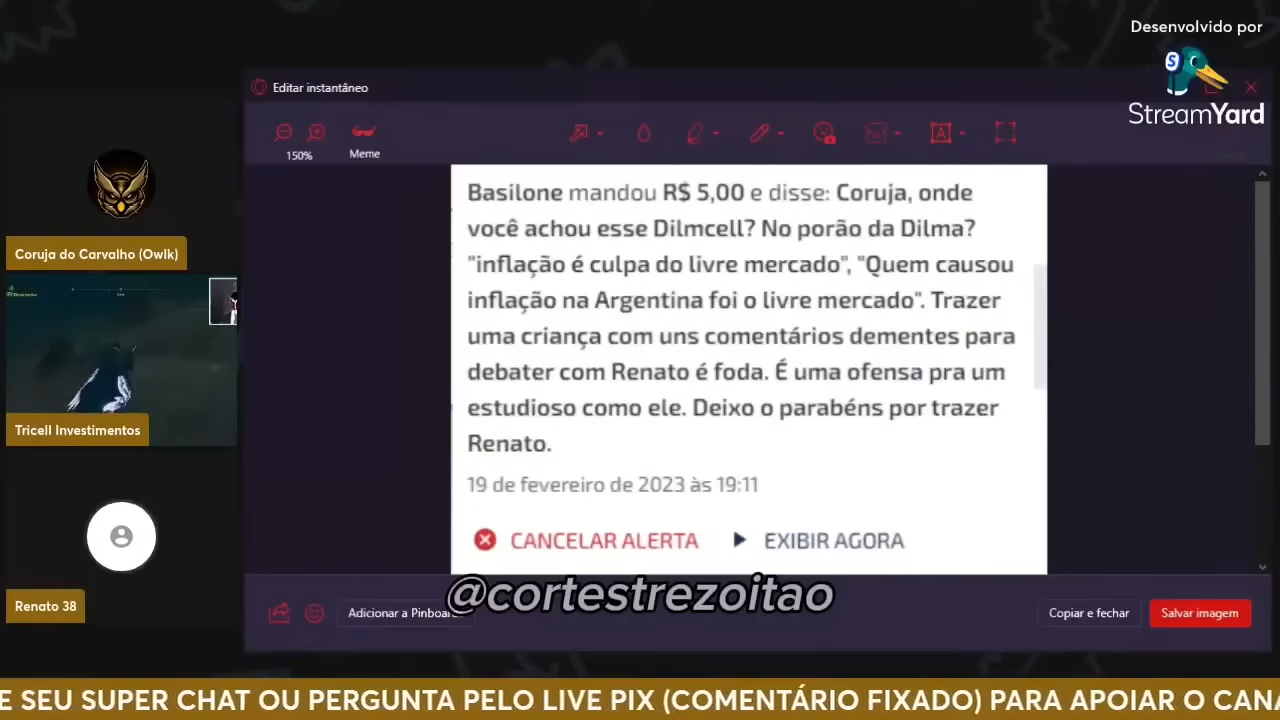 Desenvolvido por
StreamYard
Editar instantâneo
150%
Meme
Coruja do Carvalho (Owlk)
Tricell Investimentos
Renato 38
Basilone mandou R$ 5,00 e disse: Coruja, onde
você achou esse Dilmcell? No porão da Dilma?
"inflação é culpa do livre mercado", "Quem causou
inflação na Argentina foi o livre mercado". Trazer
uma criança com uns comentários dementes para
debater com Renato é foda. É uma ofensa pra um
estudioso como ele. Deixo o parabéns por trazer
Renato.
19 de fevereiro de 2023 às 19:11
CANCELAR ALERTA EXIBIR AGORA
@cortestrezoitao
Adicionar a Pinboard
Copiar e fechar
Salvar imagem
E SEU SUPER CHAT OU PERGUNTA PELO LIVE PIX (COMENTÁRIO FIXADO) PARA APOIAR O CANA